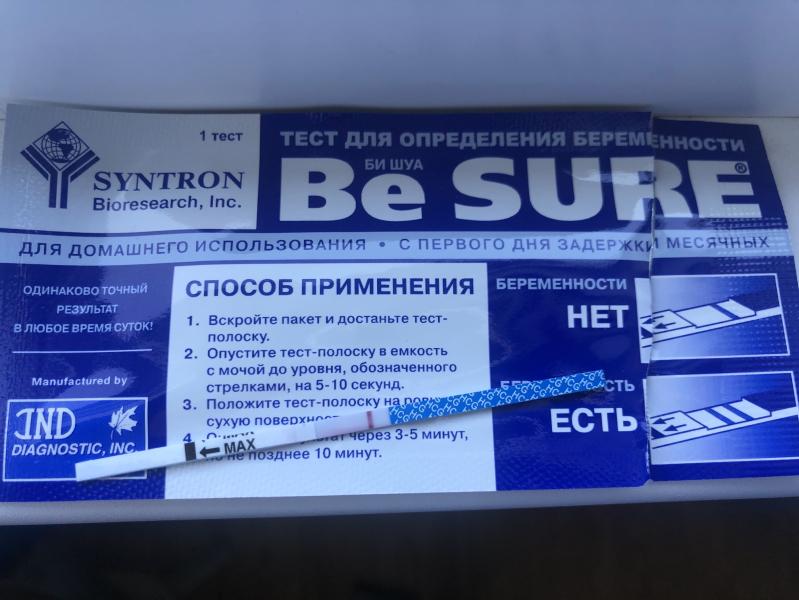 1 тест
SYNTRON
Bioresearch, Inc.
ТЕСТ ДЛЯ ОПРЕДЕЛЕНИЯ БЕРЕМЕННОСТИ
БИ ШУА
Be SURE®
ДЛЯ ДОМАШНЕГО ИСПОЛЬЗОВАНИЯ • С ПЕРВОГО ДНЯ ЗАДЕРЖКИ МЕСЯЧНЫХ
ОДИНАКОВО ТОЧНЫЙ
РЕЗУЛЬТАТ
В ЛЮБОЕ ВРЕМЯ СУТОК!
Manufactured by
IND
DIAGNOSTIC, INC
СПОСОБ ПРИМЕНЕНИЯ
1. Вскройте пакет и достаньте тест-
полоску.
2. Опустите тест-полоску в емкость
с мочой до уровня, обозначенного
стрелками, на 5-10 секунд.
3. Положите тест-полоску на
сухую
4. через 3-5 минут,
не позднее 10 минут.
MAX
БЕРЕМЕННОСТИ
НЕТ
ЕСТЬ